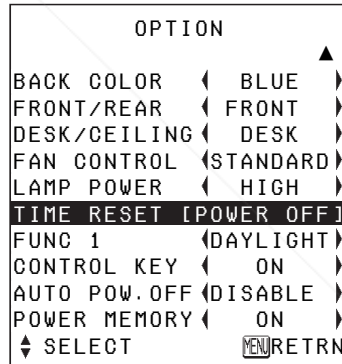 OPTION
▲
BACK COLOR BLUE
FRONT/REAR FRONT
DESK/CEILING DESK
FAN CONTROL STANDARD
LAMP POWER HIGH
TIME RESET [POWER OFF]
FUNC 1 DAYLIGHT
CONTROL KEY ON
AUTO POW.OFF DISABLE
POWER MEMORY ON
SELECT MENU RETRN